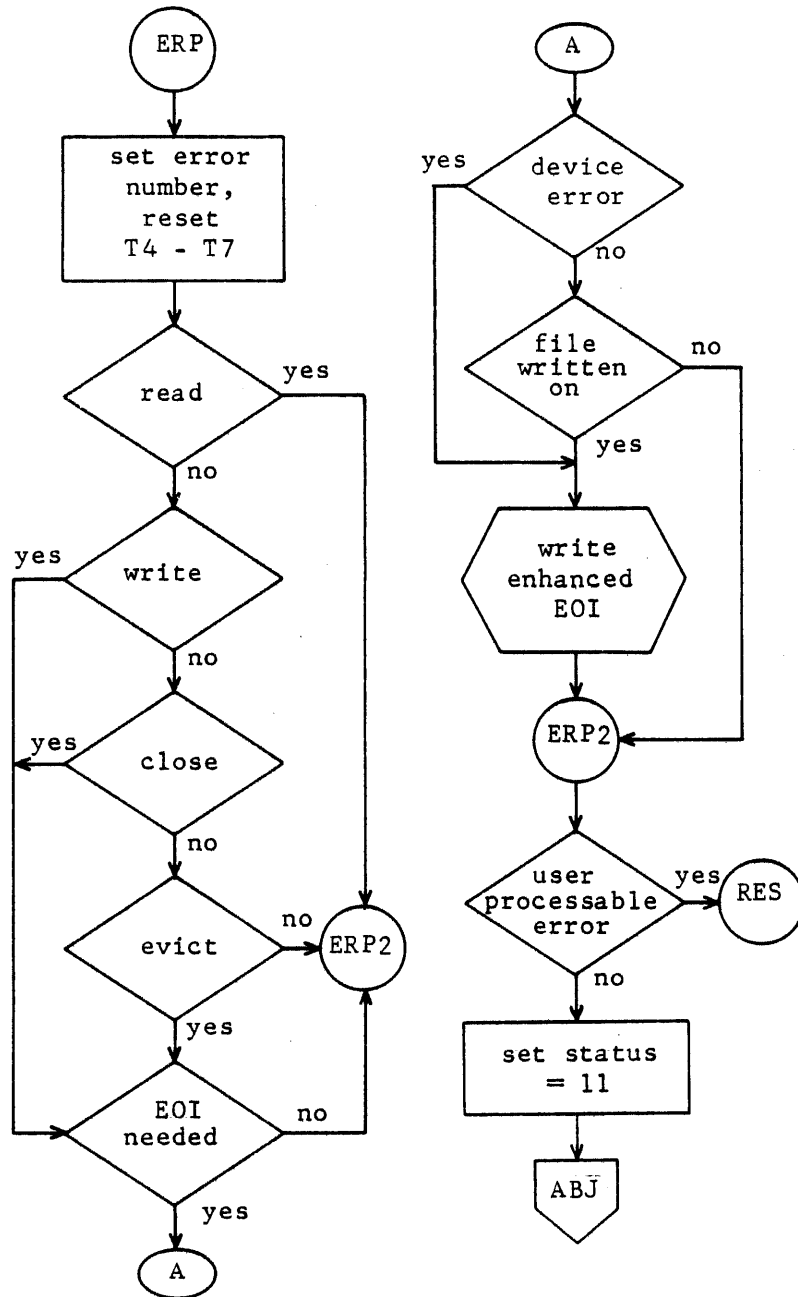 ERP
set error
number,
reset
T4 - T7
read
yes
no
write
yes
no
close
yes
no
evict
no
ERP2
yes
EOI
needed
no
yes
A
A
yes
device
error
no
file
written
on
no
yes
write
enhanced
EOI
ERP2
user
processable
error
yes
RES
no
set status
= 11
ABJ